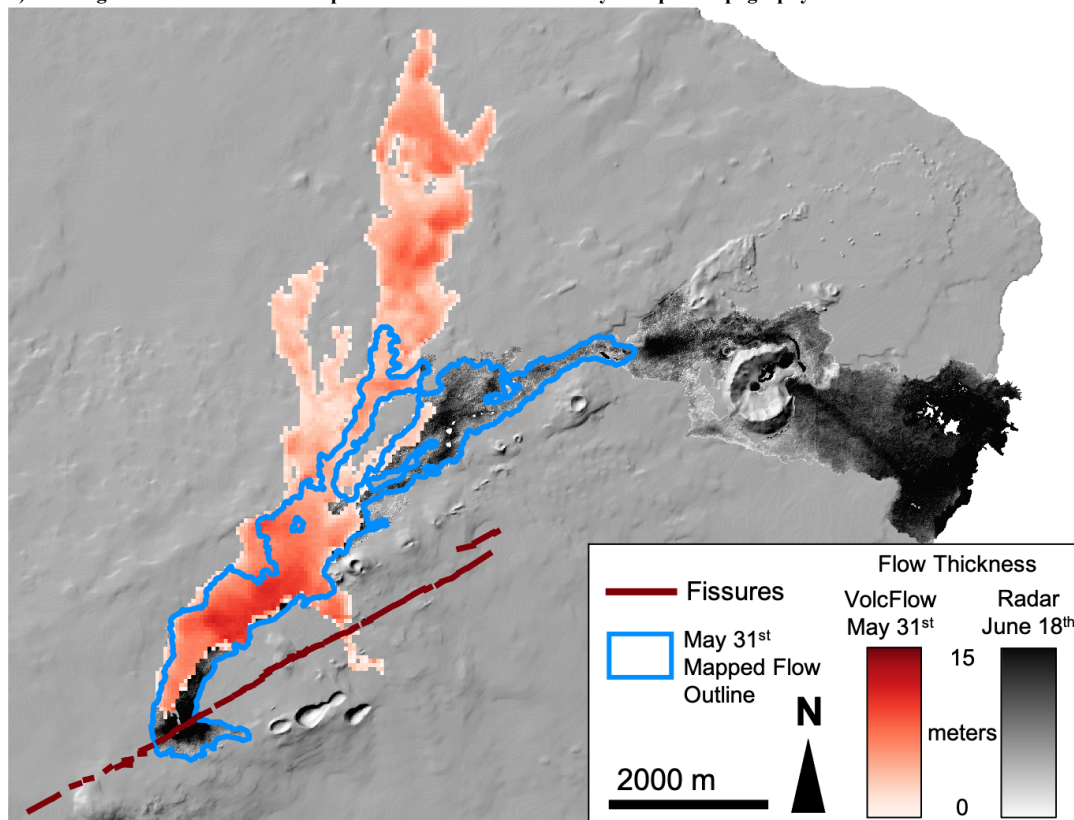 Fissures
May 31st
Mapped Flow
Outline
N
2000 m
Flow Thickness
VolcFlow
May 31st
Radar
June 18th
15
meters
0